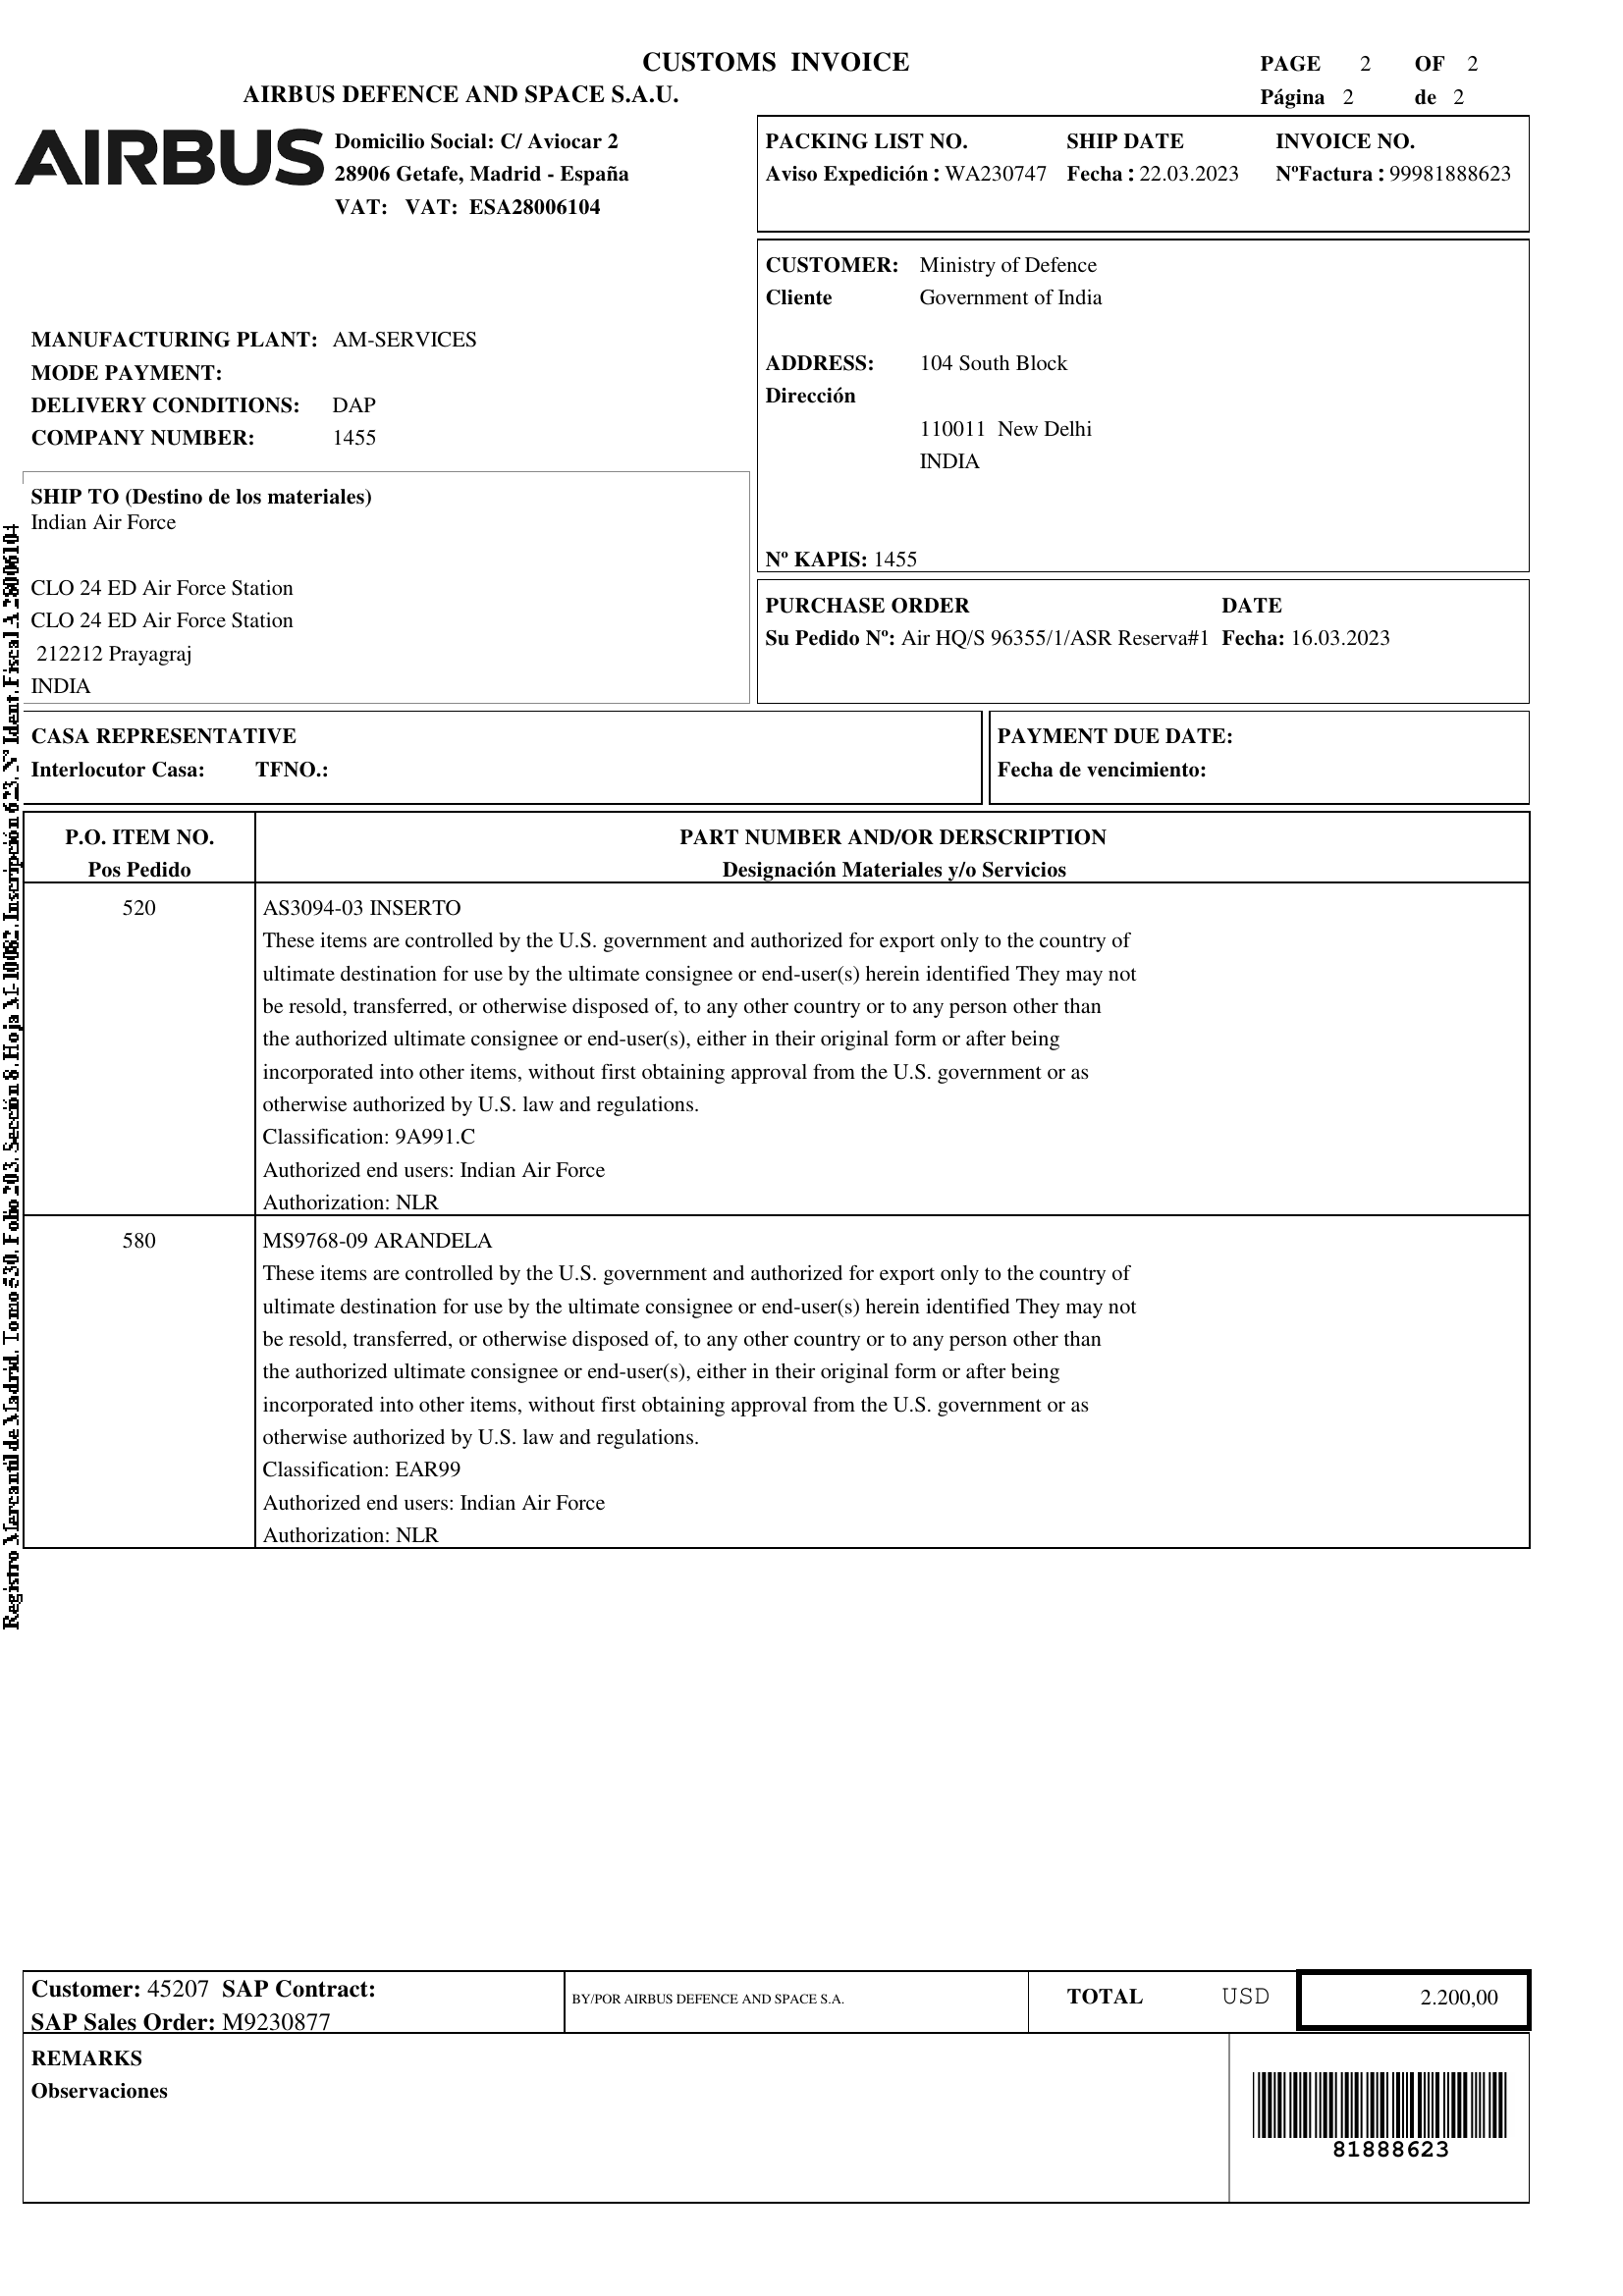 CUSTOMS INVOICE
PAGE 2 OF 2
AIRBUS DEFENCE AND SPACE S.A.U.
Página 2 de 2
AIRBUS
Domicilio Social: C/ Aviocar 2
28906 Getafe, Madrid - España
VAT: VAT: ESA28006104
PACKING LIST NO. SHIP DATE INVOICE NO.
Aviso Expedición : WA230747 Fecha : 22.03.2023 NºFactura : 99981888623
CUSTOMER: Ministry of Defence
Cliente Government of India
ADDRESS: 104 South Block
Dirección
110011 New Delhi
INDIA
Nº KAPIS: 1455
MANUFACTURING PLANT: AM-SERVICES
MODE PAYMENT:
DELIVERY CONDITIONS: DAP
COMPANY NUMBER: 1455
SHIP TO (Destino de los materiales)
Indian Air Force
CLO 24 ED Air Force Station
CLO 24 ED Air Force Station
212212 Prayagraj
INDIA
PURCHASE ORDER DATE
Su Pedido Nº: Air HQ/S 96355/1/ASR Reserva#1 Fecha: 16.03.2023
CASA REPRESENTATIVE
Interlocutor Casa: TFNO.:
PAYMENT DUE DATE:
Fecha de vencimiento:
P.O. ITEM NO. PART NUMBER AND/OR DERSCRIPTION
Pos Pedido Designación Materiales y/o Servicios
520 AS3094-03 INSERTO
These items are controlled by the U.S. government and authorized for export only to the country of
ultimate destination for use by the ultimate consignee or end-user(s) herein identified They may not
be resold, transferred, or otherwise disposed of, to any other country or to any person other than
the authorized ultimate consignee or end-user(s), either in their original form or after being
incorporated into other items, without first obtaining approval from the U.S. government or as
otherwise authorized by U.S. law and regulations.
Classification: 9A991.C
Authorized end users: Indian Air Force
Authorization: NLR
580 MS9768-09 ARANDELA
These items are controlled by the U.S. government and authorized for export only to the country of
ultimate destination for use by the ultimate consignee or end-user(s) herein identified They may not
be resold, transferred, or otherwise disposed of, to any other country or to any person other than
the authorized ultimate consignee or end-user(s), either in their original form or after being
incorporated into other items, without first obtaining approval from the U.S. government or as
otherwise authorized by U.S. law and regulations.
Classification: EAR99
Authorized end users: Indian Air Force
Authorization: NLR
Registro Mercantil de Madrid, Tomo 530, Folio 203, Sección 8, Hoja M-10082, Inscripción 623, Nº Ident. Fiscal A 28006104
Customer: 45207 SAP Contract:
SAP Sales Order: M9230877
BY/POR AIRBUS DEFENCE AND SPACE S.A.
TOTAL USD 2.200,00
REMARKS
Observaciones
81888623